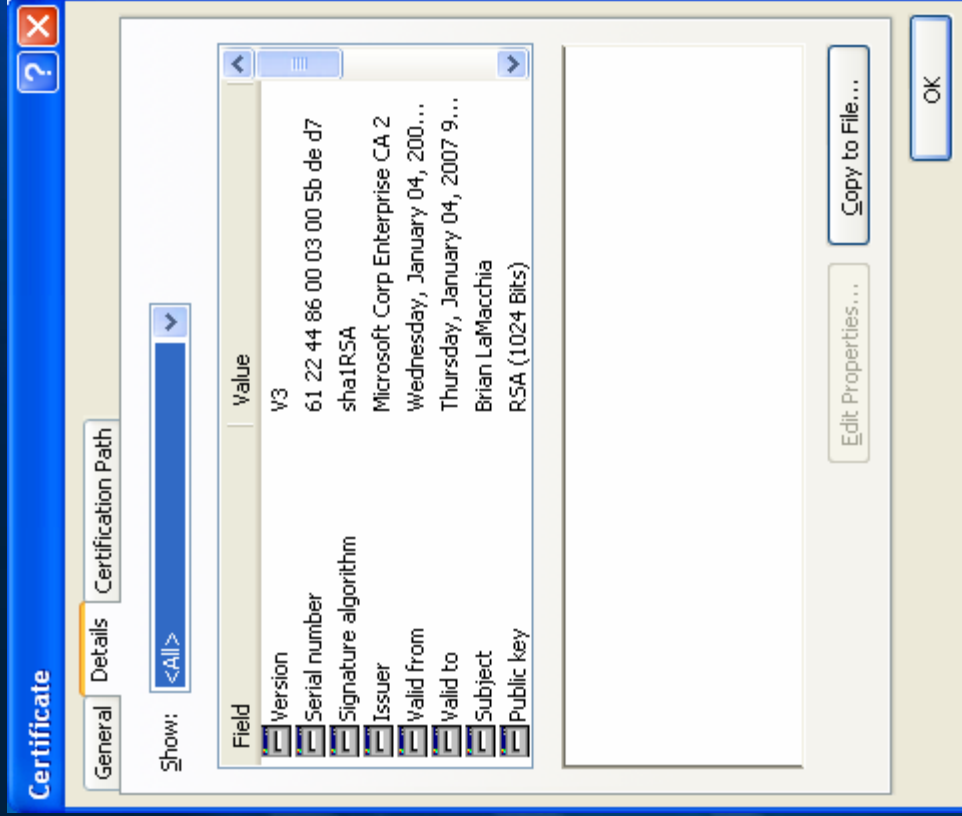 Certificate
General Details Certification Path
Show: <All>
Field Value
Version V3
Serial number 61 22 44 86 00 03 00 5b de d7
Signature algorithm sha1RSA
Issuer Microsoft Corp Enterprise CA 2
Valid from Wednesday, January 04, 200...
Valid to Thursday, January 04, 2007 9...
Subject Brian LaMacchia
Public key RSA (1024 Bits)
Edit Properties... Copy to File...
OK